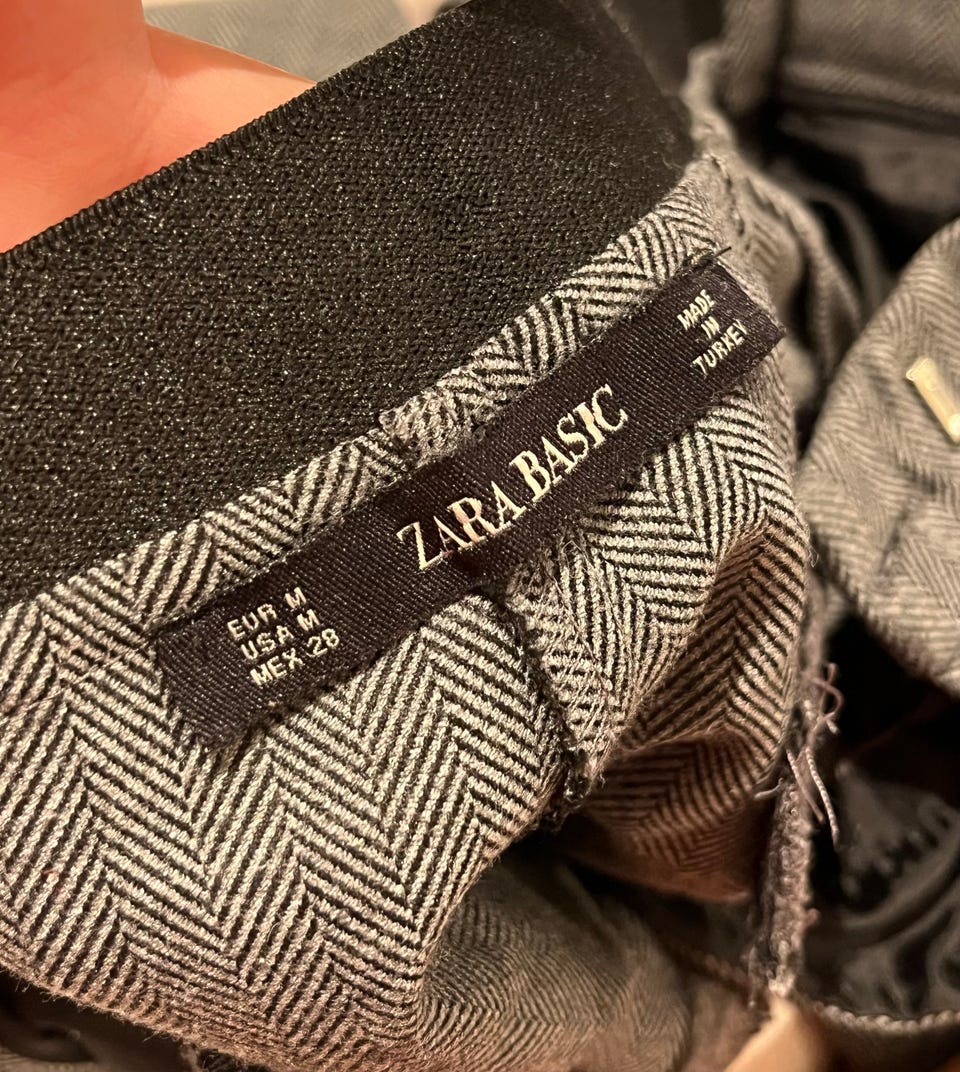 ZARA BASIC
MADE
IN
TURKEY
EUR M
USA M
MEX 28